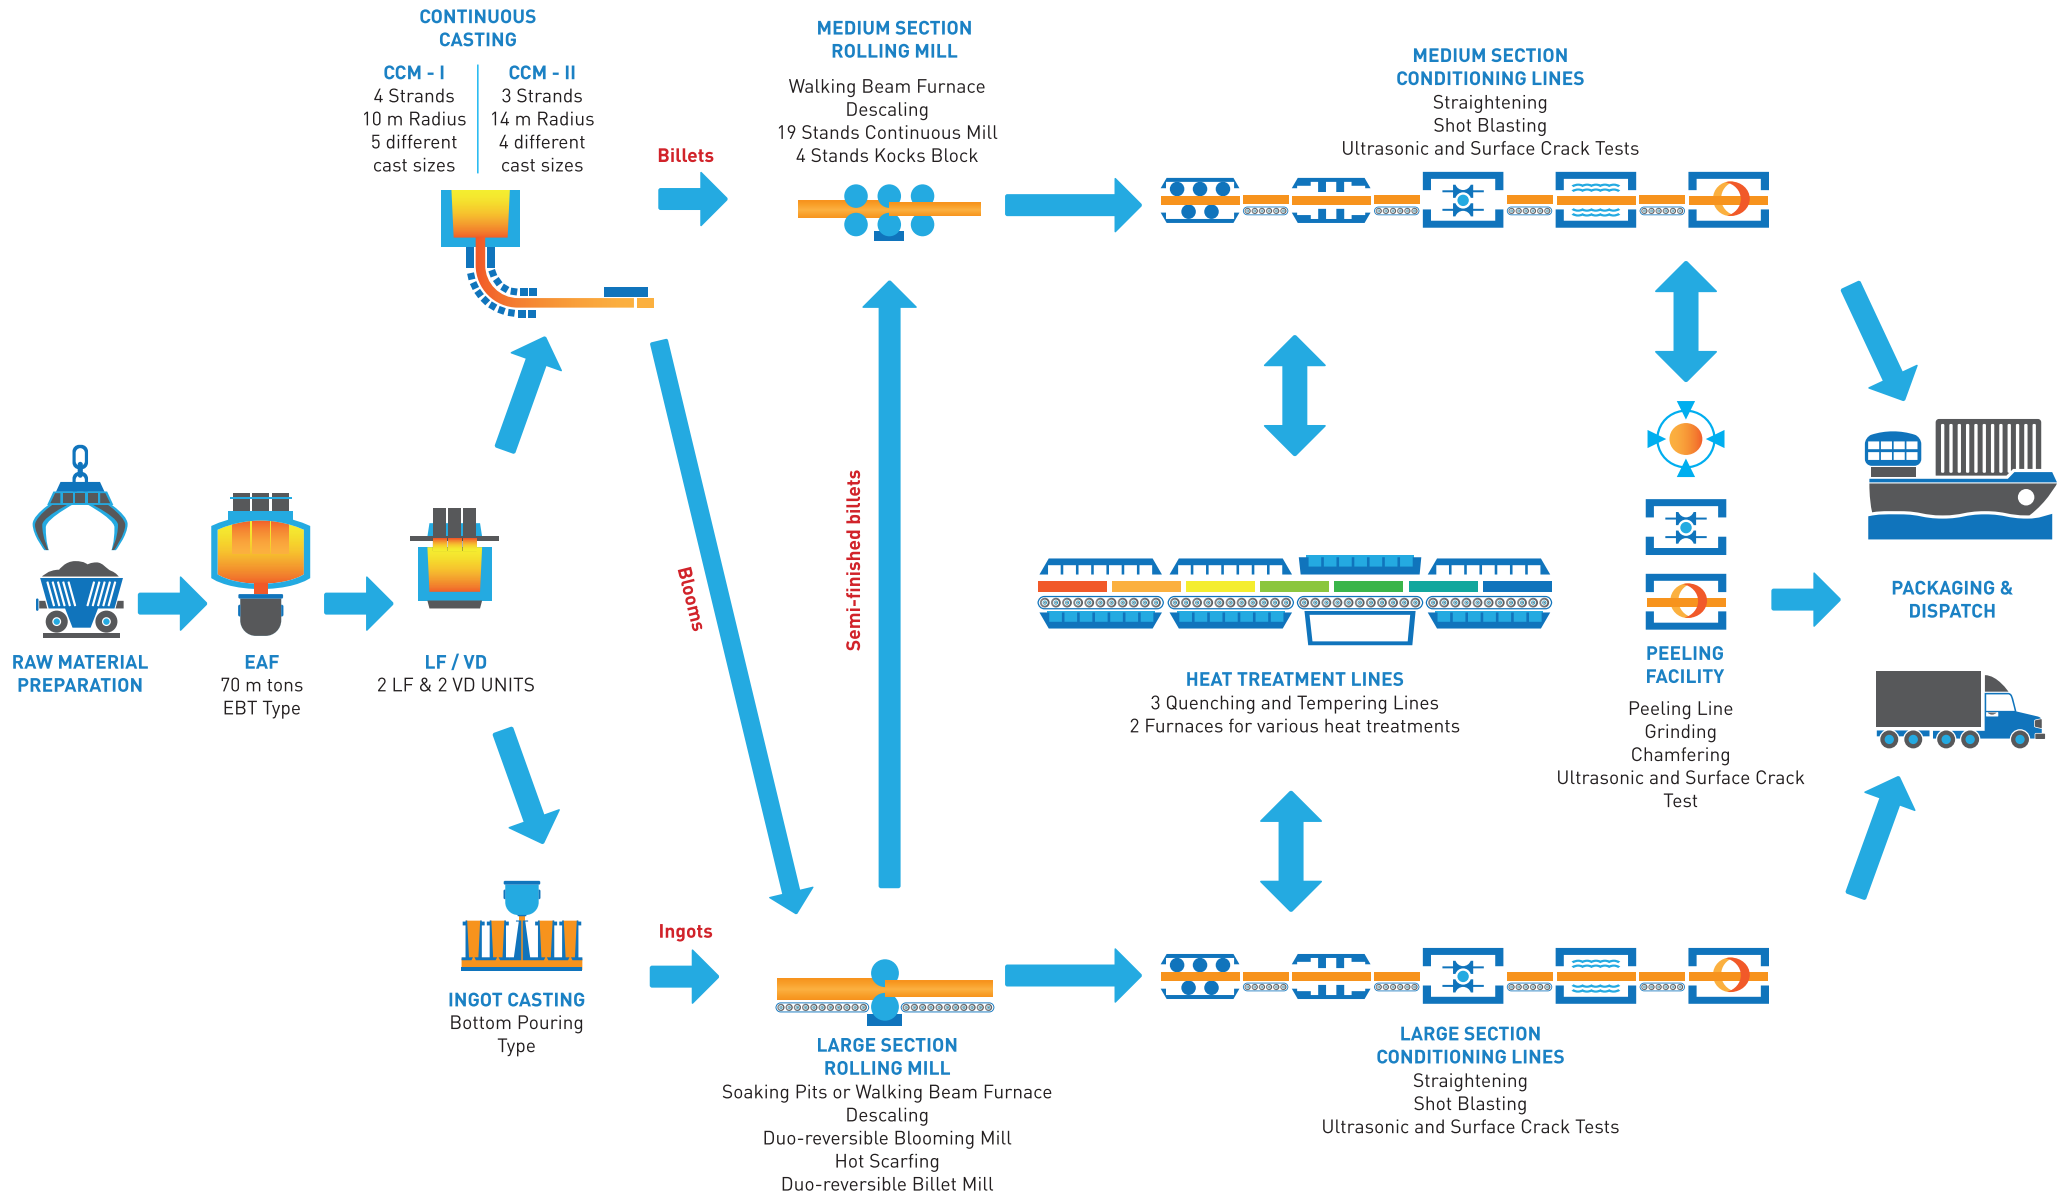 CONTINUOUS
CASTING
CCM - I
4 Strands
10 m Radius
5 different
cast sizes
CCM - II
3 Strands
14 m Radius
4 different
cast sizes
Billets
MEDIUM SECTION
ROLLING MILL
Walking Beam Furnace
Descaling
19 Stands Continuous Mill
4 Stands Kocks Block
MEDIUM SECTION
CONDITIONING LINES
Straightening
Shot Blasting
Ultrasonic and Surface Crack Tests
RAW MATERIAL
PREPARATION
EAF
70 m tons
EBT Type
LF / VD
2 LF & 2 VD UNITS
Blooms
Semi-finished billets
HEAT TREATMENT LINES
3 Quenching and Tempering Lines
2 Furnaces for various heat treatments
PEELING
FACILITY
Peeling Line
Grinding
Chamfering
Ultrasonic and Surface Crack
Test
PACKAGING &
DISPATCH
INGOT CASTING
Bottom Pouring
Type
Ingots
LARGE SECTION
ROLLING MILL
Soaking Pits or Walking Beam Furnace
Descaling
Duo-reversible Blooming Mill
Hot Scarfing
Duo-reversible Billet Mill
LARGE SECTION
CONDITIONING LINES
Straightening
Shot Blasting
Ultrasonic and Surface Crack Tests